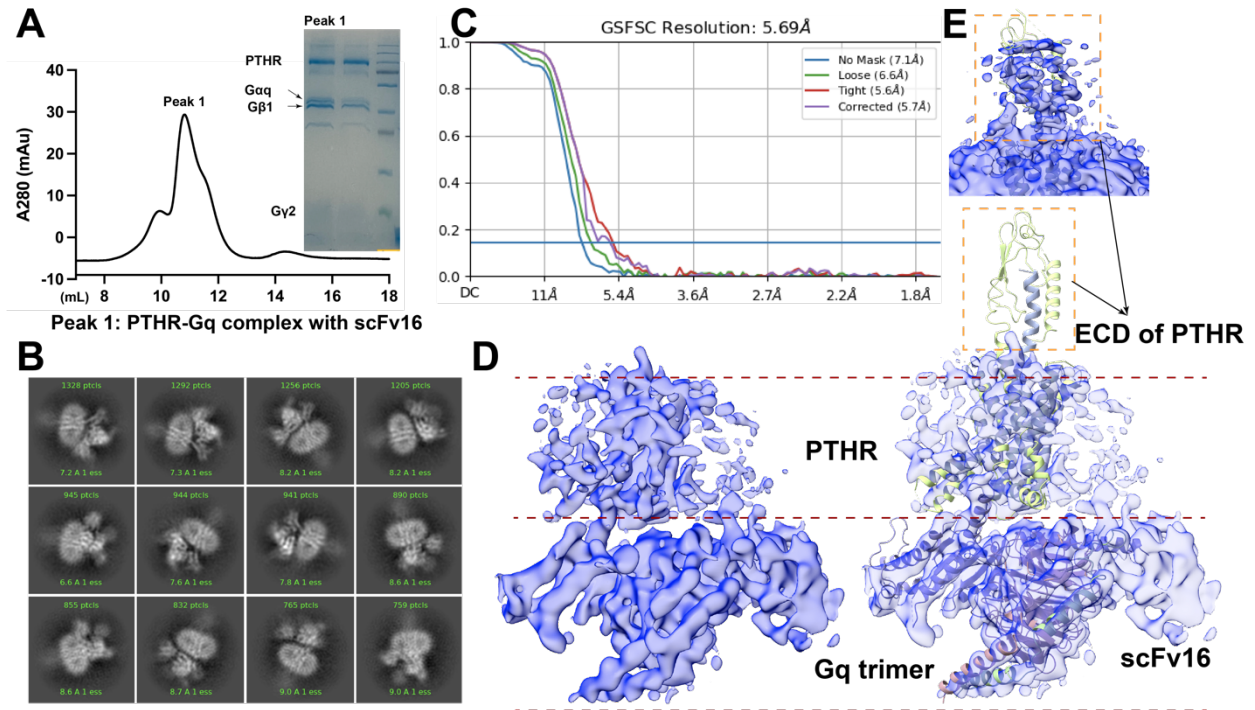 A
Peak 1
PTHR
Gαq
Gβ1
Gγ2
Peak 1
A280 (mAu)
40
30
20
10
0
10
(mL)
8
10
12
14
16
18
Peak 1: PTHR-Gq complex with scFv16
B
1328 ptcls
1292 ptcls
1256 ptcls
1205 ptcls
7.2 A 1 ess
7.3 A 1 ess
8.2 A 1 ess
8.2 A 1 ess
945 ptcls
944 ptcls
941 ptcls
890 ptcls
6.6 A 1 ess
7.6 A 1 ess
7.8 A 1 ess
8.6 A 1 ess
855 ptcls
832 ptcls
765 ptcls
759 ptcls
8.6 A 1 ess
8.7 A 1 ess
9.0 A 1 ess
9.0 A 1 ess
C
GSFSC Resolution: 5.69Å
1.0
0.8
0.6
0.4
0.2
0.0
No Mask (7.1Å)
Loose (6.6Å)
Tight (5.6Å)
Corrected (5.7Å)
DC
11Å
5.4Å
3.6Å
2.7Å
2.2Å
1.8Å
E
ECD of PTHR
D
PTHR
Gq trimer
scFv16